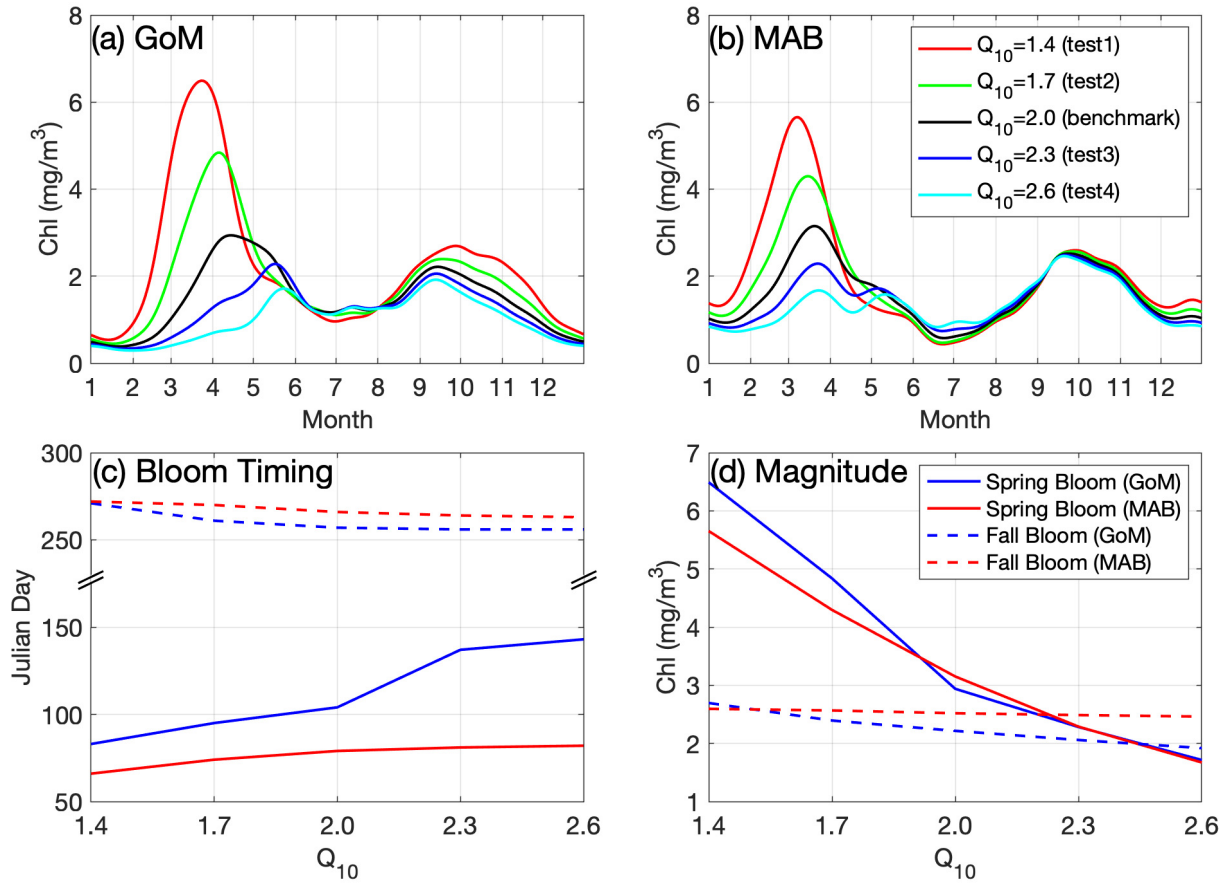 (a) GoM
Chl (mg/m³)
8
6
4
2
0
1 2 3 4 5 6 7 8 9 10 11 12
Month
(b) MAB
Chl (mg/m³)
8
6
4
2
0
1 2 3 4 5 6 7 8 9 10 11 12
Month
Q₁₀=1.4 (test1)
Q₁₀=1.7 (test2)
Q₁₀=2.0 (benchmark)
Q₁₀=2.3 (test3)
Q₁₀=2.6 (test4)
(c) Bloom Timing
Julian Day
300
250
150
100
50
1.4 1.7 2.0 2.3 2.6
Q₁₀
(d) Magnitude
Chl (mg/m³)
7
6
5
4
3
2
1
1.4 1.7 2.0 2.3 2.6
Q₁₀
Spring Bloom (GoM)
Spring Bloom (MAB)
Fall Bloom (GoM)
Fall Bloom (MAB)